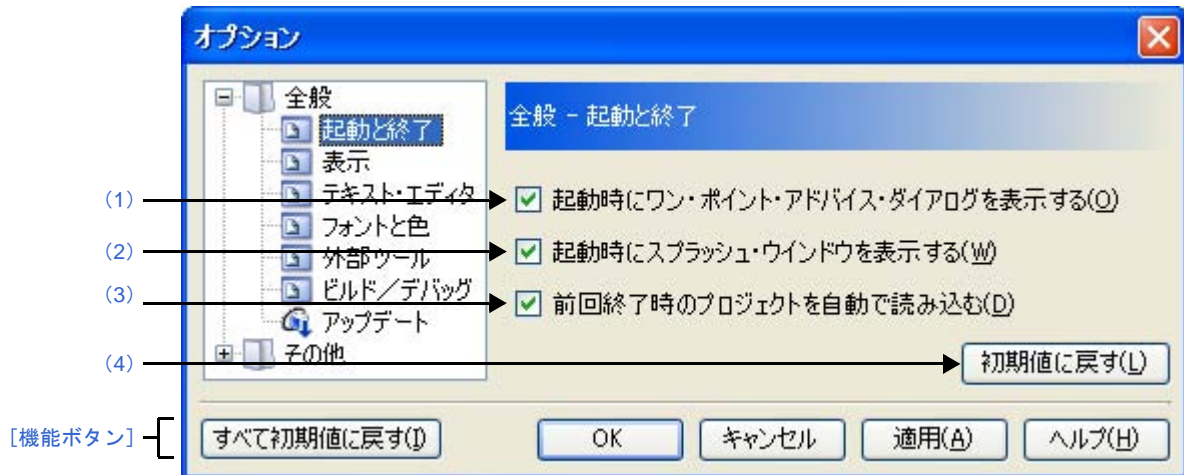 オプション
全般
起動と終了
表示
テキスト・エディタ
フォントと色
外部ツール
ビルド／デバッグ
アップデート
その他
全般 - 起動と終了
(1)
起動時にワン・ポイント・アドバイス・ダイアログを表示する(O)
(2)
起動時にスプラッシュ・ウインドウを表示する(W)
(3)
前回終了時のプロジェクトを自動で読み込む(D)
(4)
初期値に戻す(L)
[機能ボタン]
すべて初期値に戻す(I) OK キャンセル 適用(A) ヘルプ(H)